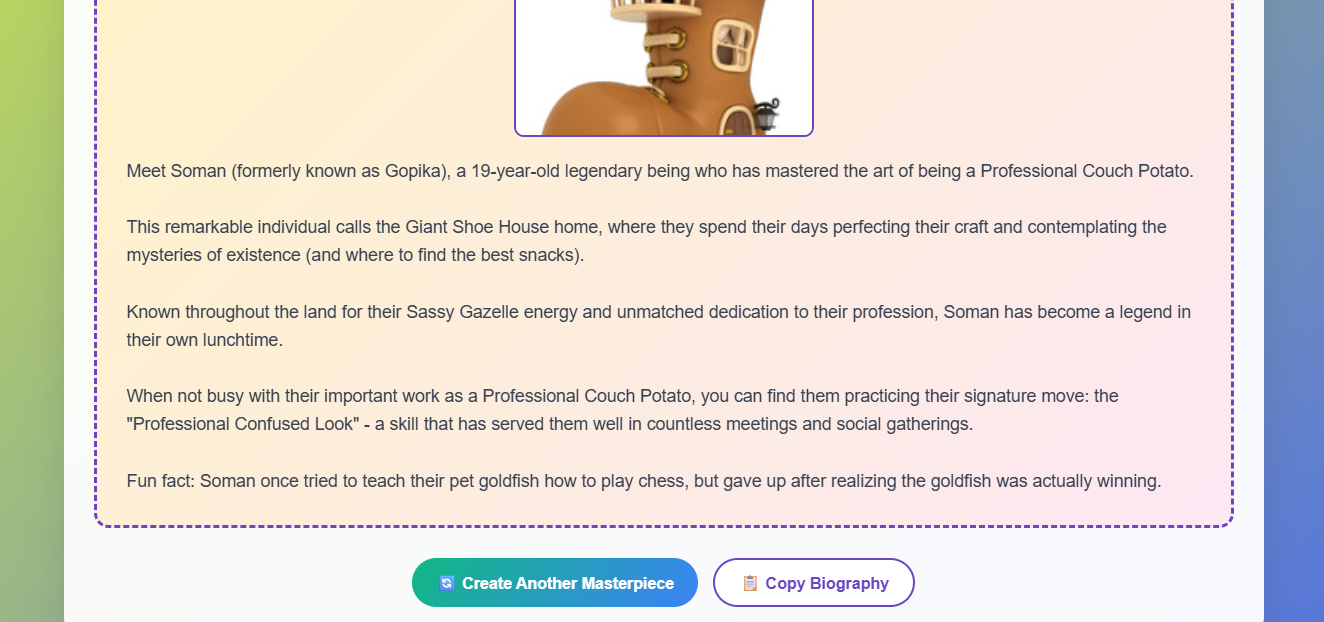 Meet Soman (formerly known as Gopika), a 19-year-old legendary being who has mastered the art of being a Professional Couch Potato.
This remarkable individual calls the Giant Shoe House home, where they spend their days perfecting their craft and contemplating the
mysteries of existence (and where to find the best snacks).
Known throughout the land for their Sassy Gazelle energy and unmatched dedication to their profession, Soman has become a legend in
their own lunchtime.
When not busy with their important work as a Professional Couch Potato, you can find them practicing their signature move: the
"Professional Confused Look" - a skill that has served them well in countless meetings and social gatherings.
Fun fact: Soman once tried to teach their pet goldfish how to play chess, but gave up after realizing the goldfish was actually winning.
Create Another Masterpiece
Copy Biography